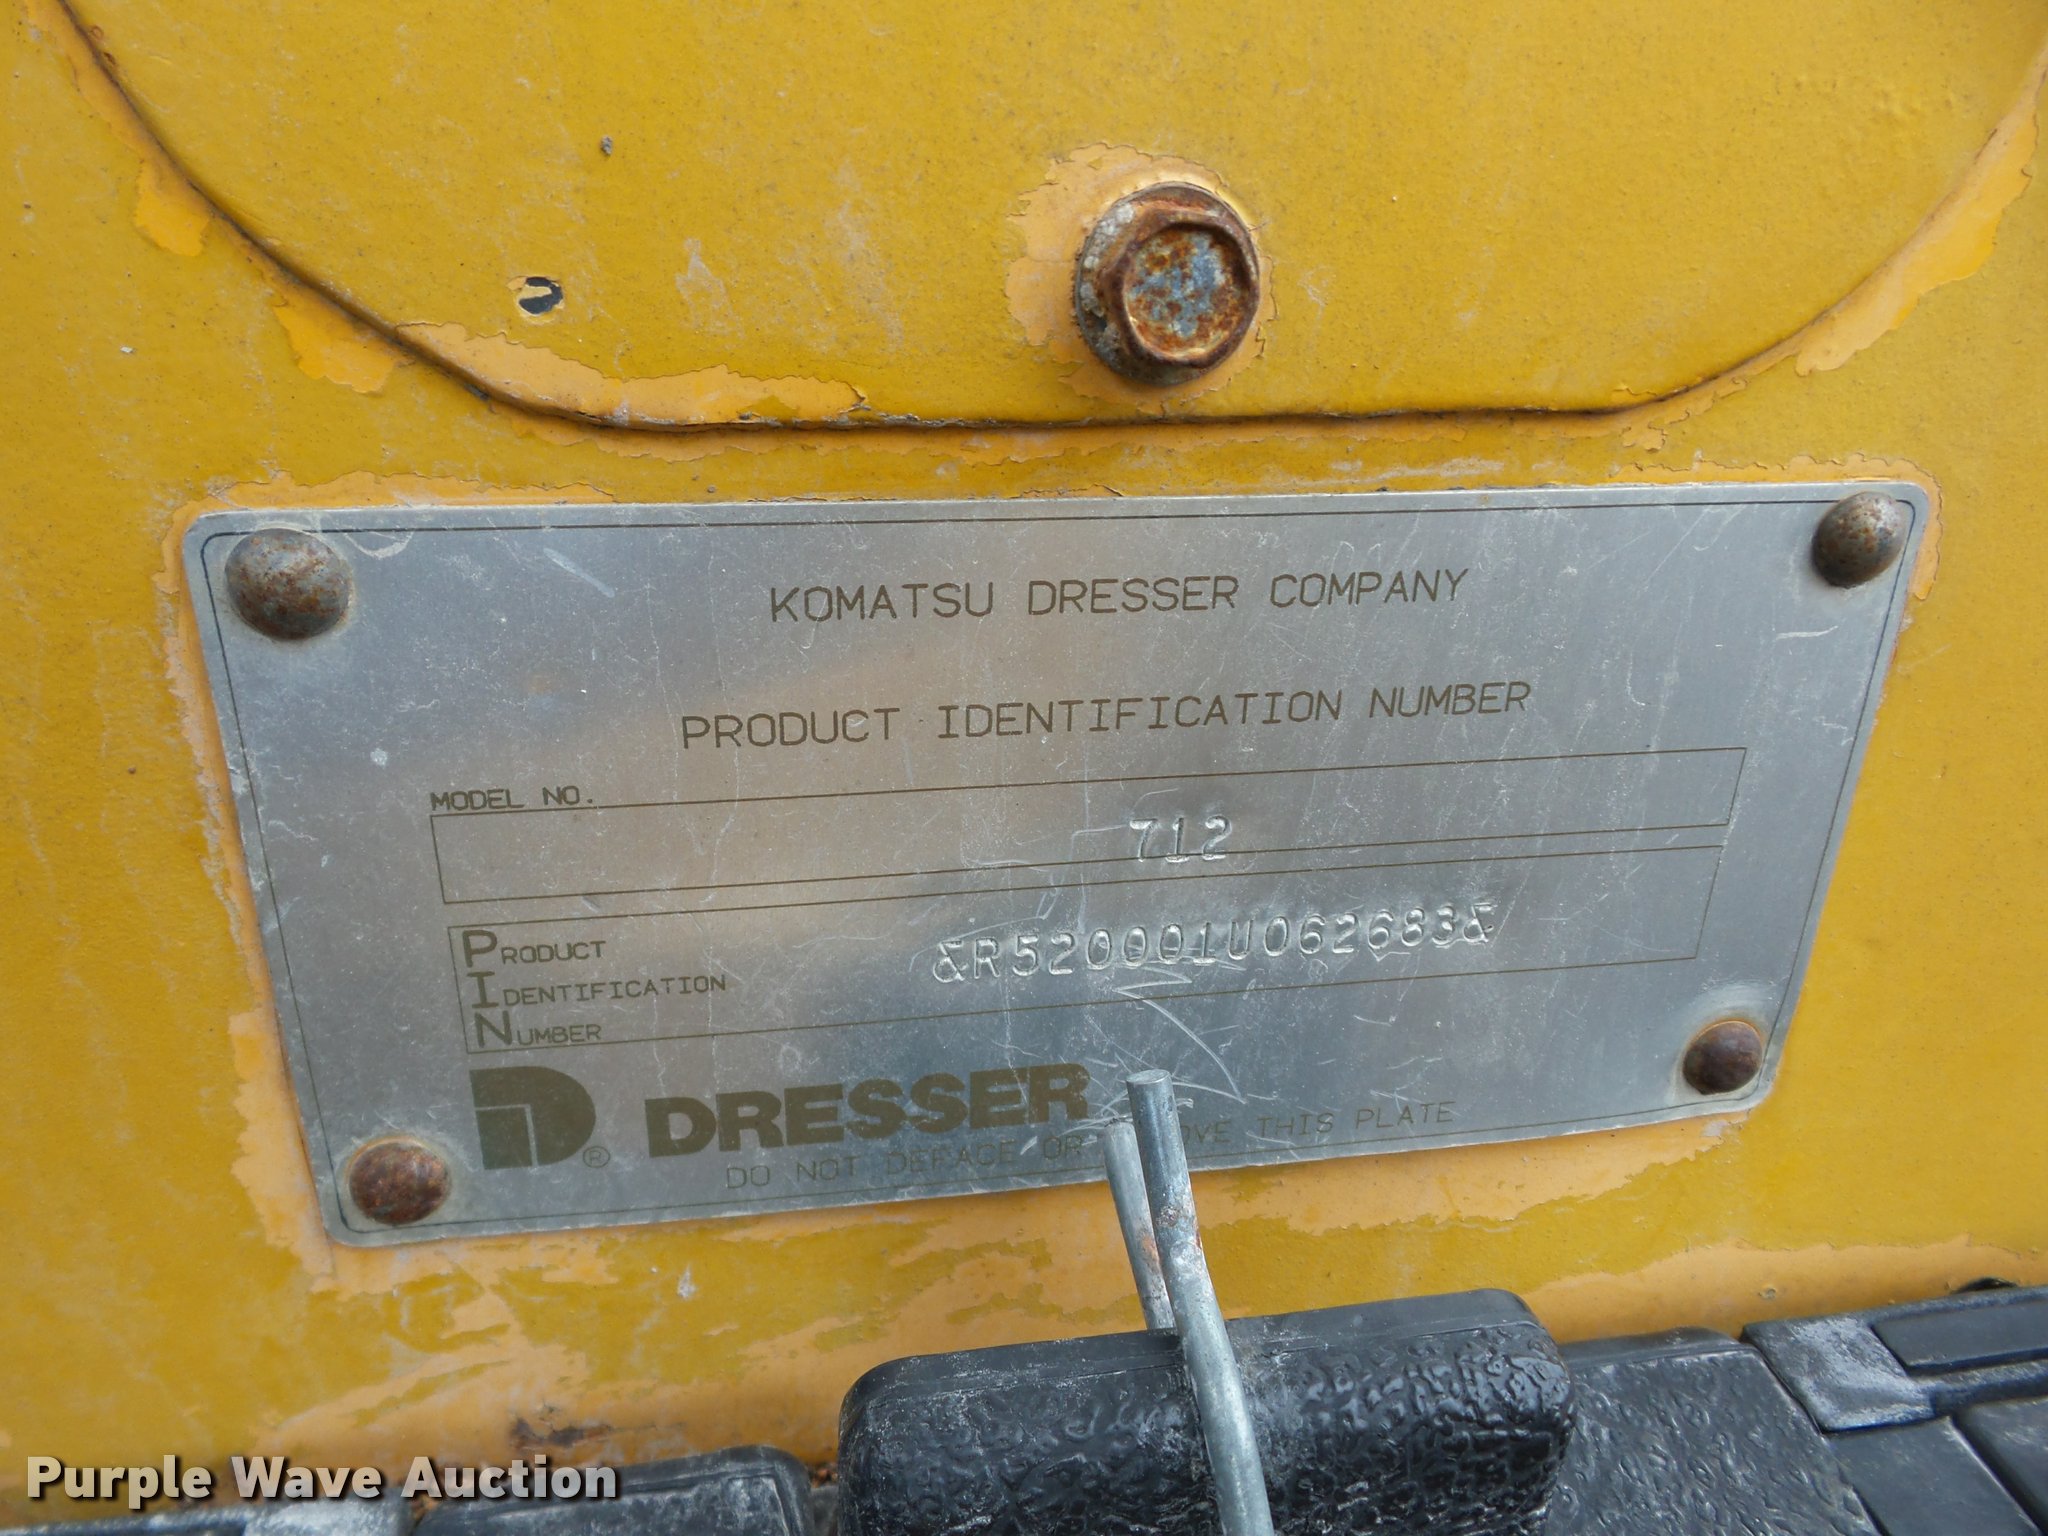 KOMATSU DRESSER COMPANY
PRODUCT IDENTIFICATION NUMBER
MODEL NO.
712
PRODUCT
IDENTIFICATION
NUMBER
&R520001U062683&
D® DRESSER
DO NOT DEFACE OR THIS PLATE
Purple Wave Auction